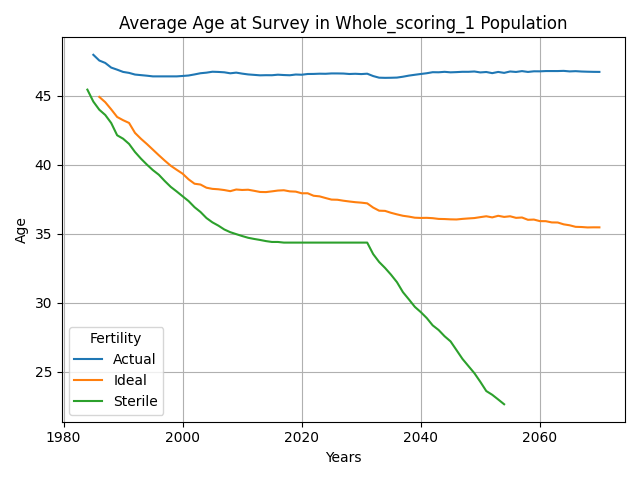 Average Age at Survey in Whole_scoring_1 Population
Age
45
40
35
30
25
Fertility
Actual
Ideal
Sterile
1980
2000
2020
2040
2060
Years